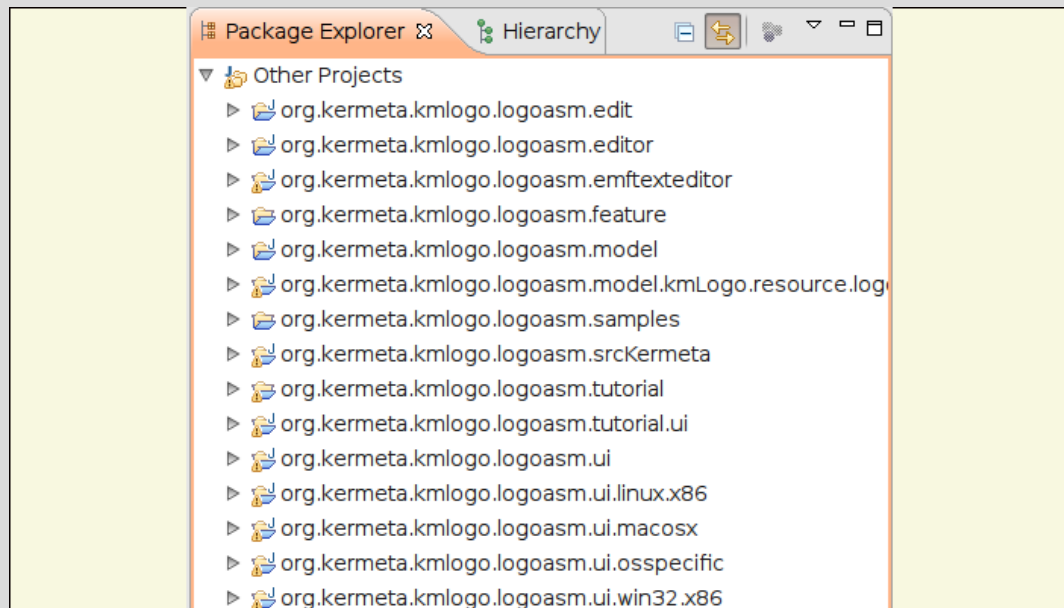 Package Explorer Hierarchy
Other Projects
org.kermeta.kmlogo.logoasm.edit
org.kermeta.kmlogo.logoasm.editor
org.kermeta.kmlogo.logoasm.emftexteditor
org.kermeta.kmlogo.logoasm.feature
org.kermeta.kmlogo.logoasm.model
org.kermeta.kmlogo.logoasm.model.kmLogo.resource.log
org.kermeta.kmlogo.logoasm.samples
org.kermeta.kmlogo.logoasm.srcKermeta
org.kermeta.kmlogo.logoasm.tutorial
org.kermeta.kmlogo.logoasm.tutorial.ui
org.kermeta.kmlogo.logoasm.ui
org.kermeta.kmlogo.logoasm.ui.linux.x86
org.kermeta.kmlogo.logoasm.ui.macosx
org.kermeta.kmlogo.logoasm.ui.osspecific
org.kermeta.kmlogo.logoasm.ui.win32.x86